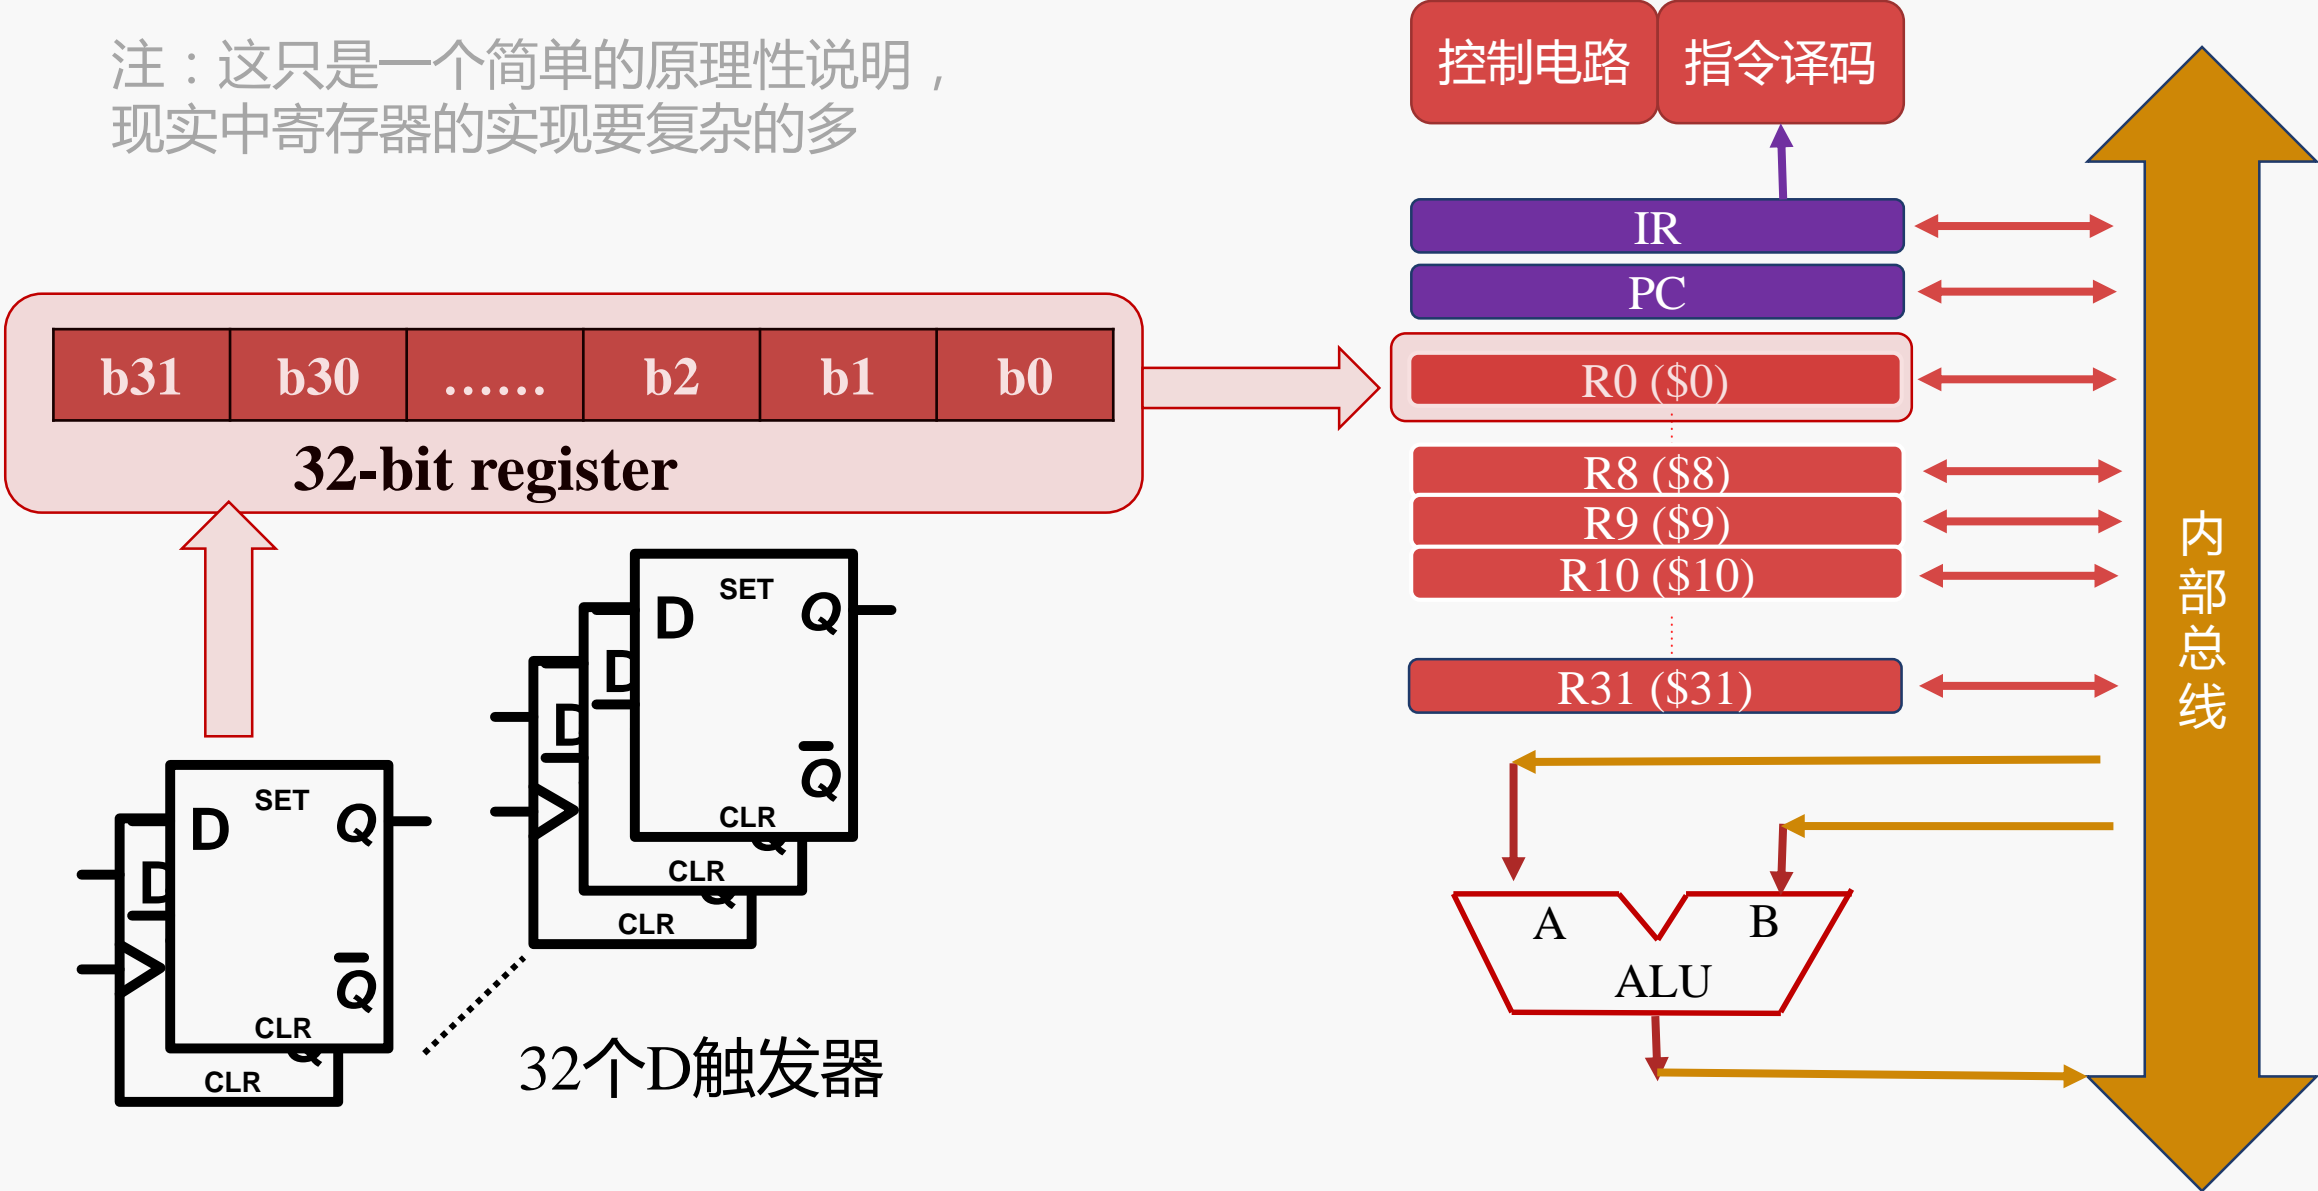 注：这只是一个简单的原理性说明，
现实中寄存器的实现要复杂的多
控制电路
指令译码
IR
PC
b31 b30 …… b2 b1 b0
32-bit register
R0 ($0)
R8 ($8)
R9 ($9)
R10 ($10)
R31 ($31)
内部总线
D SET Q
D
D
Q
CLR
Q
CLR
Q
CLR
D SET Q
D
Q
CLR
Q
CLR
32个D触发器
A B
ALU